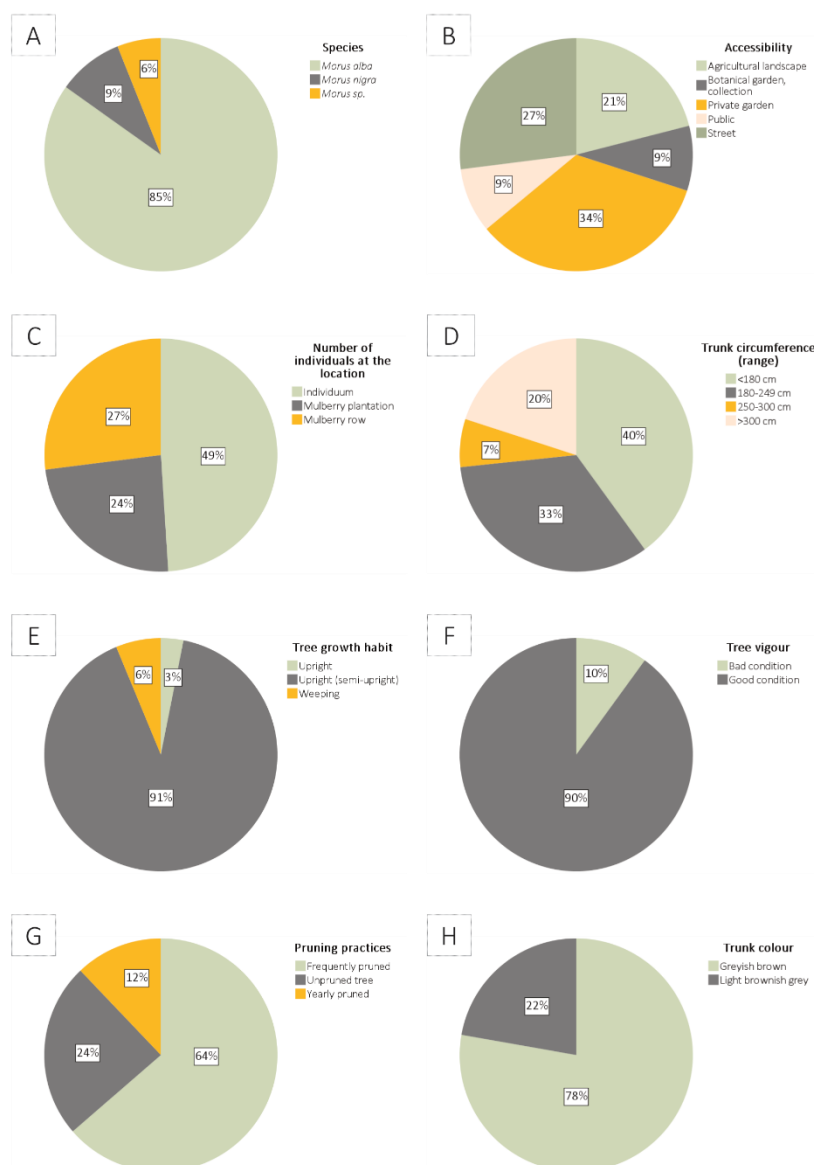 A
Species
Morus alba
Morus nigra
Morus sp.
6%
9%
85%
B
Accessibility
Agricultural landscape
Botanical garden,
collection
Private garden
Public
Street
27%
21%
9%
9%
34%
C
Number of
individuals at the
location
Individuum
Mulberry plantation
Mulberry row
27%
49%
24%
D
Trunk circumference
(range)
<180 cm
180-249 cm
250-300 cm
>300 cm
20%
40%
7%
33%
E
Tree growth habit
Upright
Upright (semi-upright)
Weeping
6%
3%
91%
F
Tree vigour
Bad condition
Good condition
10%
90%
G
Pruning practices
Frequently pruned
Unpruned tree
Yearly pruned
12%
24%
64%
H
Trunk colour
Greyish brown
Light brownish grey
22%
78%